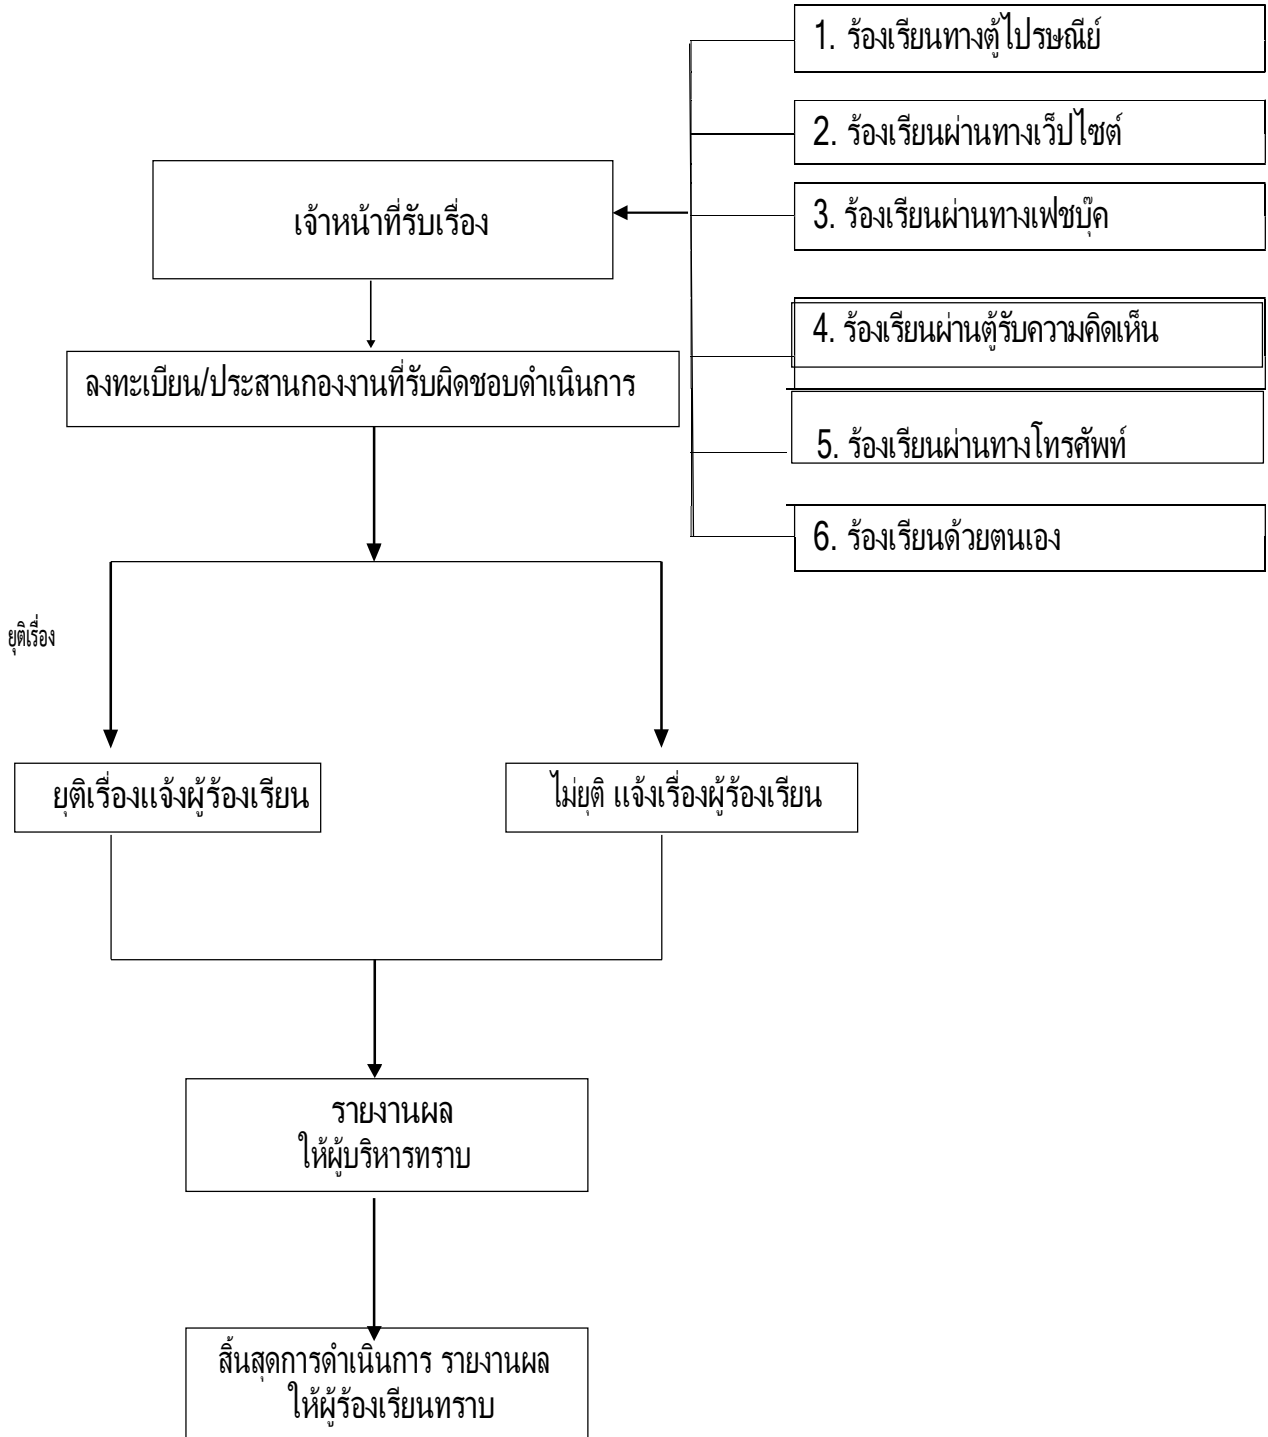 1. ร้องเรียนทางตู้ไปรษณีย์
2. ร้องเรียนผ่านทางเว็ปไซต์
เจ้าหน้าที่รับเรื่อง
3. ร้องเรียนผ่านทางเฟซบุ๊ค
4. ร้องเรียนผ่านตู้รับความคิดเห็น
ลงทะเบียน/ประสานกองงานที่รับผิดชอบดำเนินการ
5. ร้องเรียนผ่านทางโทรศัพท์
6. ร้องเรียนด้วยตนเอง
ยุติเรื่อง
ยุติเรื่องแจ้งผู้ร้องเรียน
ไม่ยุติ แจ้งเรื่องผู้ร้องเรียน
รายงานผล
ให้ผู้บริหารทราบ
สิ้นสุดการดำเนินการ รายงานผล
ให้ผู้ร้องเรียนทราบ